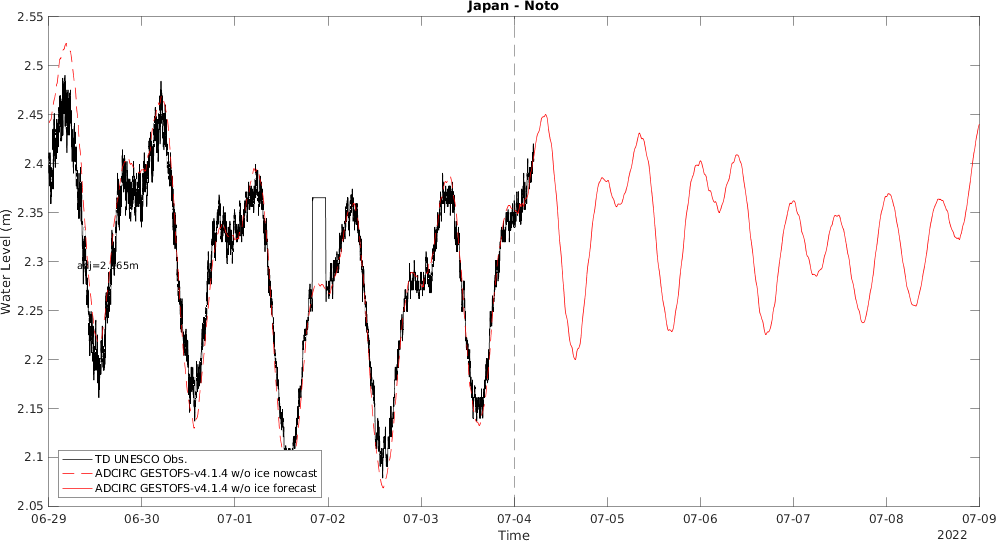 Japan - Noto
2.55
2.5
2.45
2.4
2.35
2.3
2.25
2.2
2.15
2.1
2.05
Water Level (m)
TD UNESCO Obs.
ADCIRC GESTOFS-v4.1.4 w/o ice nowcast
ADCIRC GESTOFS-v4.1.4 w/o ice forecast
06-29 06-30 07-01 07-02 07-03 07-04 07-05 07-06 07-07 07-08 07-09
Time
2022